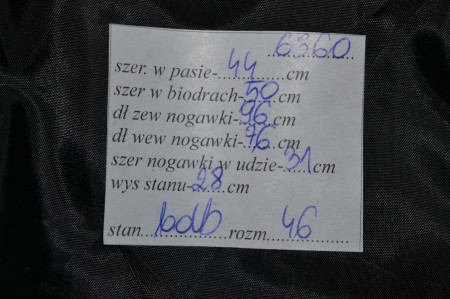 6360
szer. w pasie-44cm
szer w biodrach-50cm
dł zew nogawki-96cm
dł wew nogawki-76cm
szer nogawki w udzie-31cm
wys stanu-28cm
stan bdb rozm 46